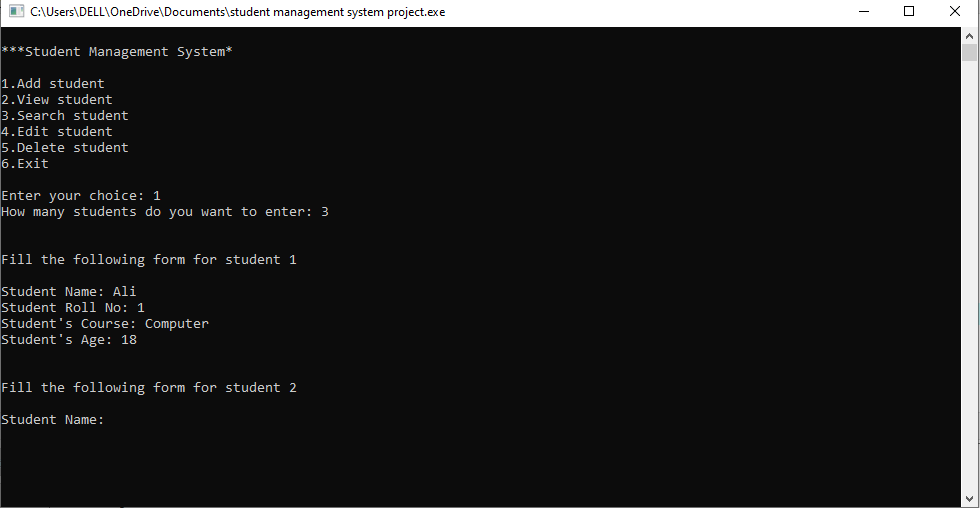 C:\Users\DELL\OneDrive\Documents\student management system project.exe
***Student Management System*
1.Add student
2.View student
3.Search student
4.Edit student
5.Delete student
6.Exit
Enter your choice: 1
How many students do you want to enter: 3
Fill the following form for student 1
Student Name: Ali
Student Roll No: 1
Student's Course: Computer
Student's Age: 18
Fill the following form for student 2
Student Name: